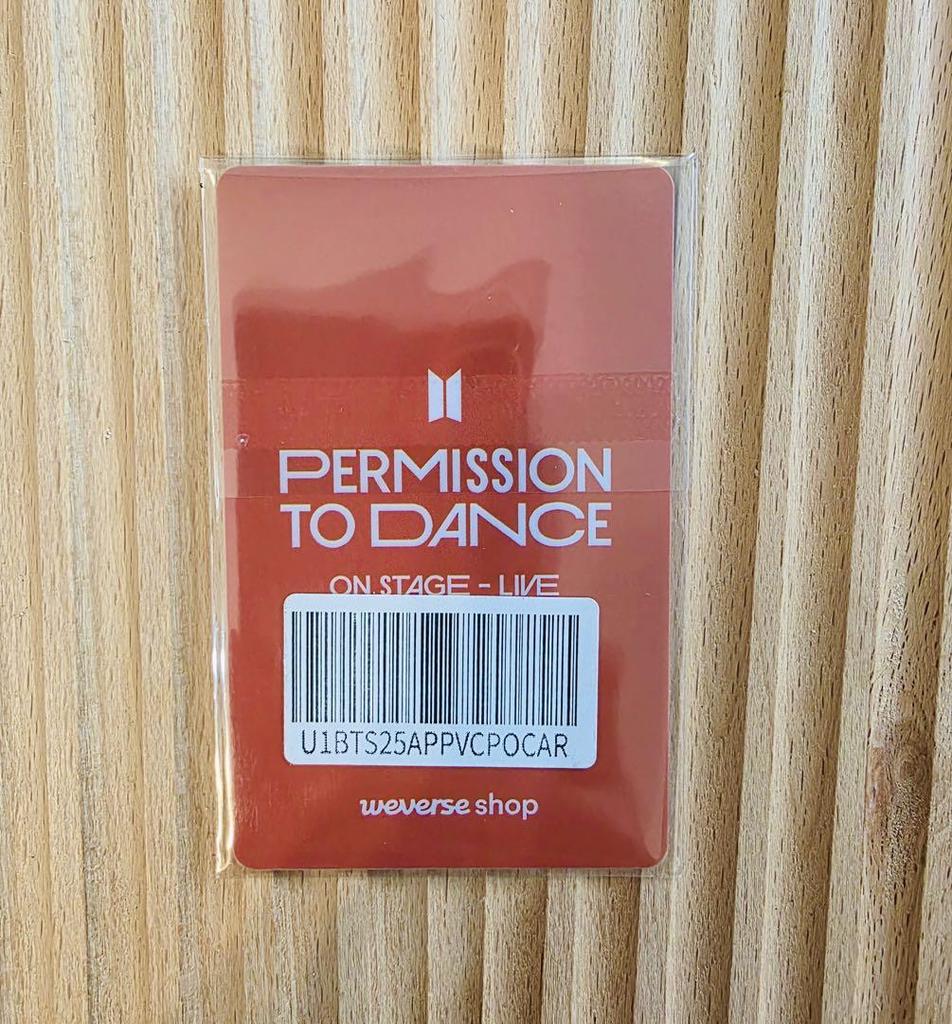 PERMISSION
TO DANCE
ON STAGE - LIVE
U1BTS25APPVCPOCAR
weverse shop